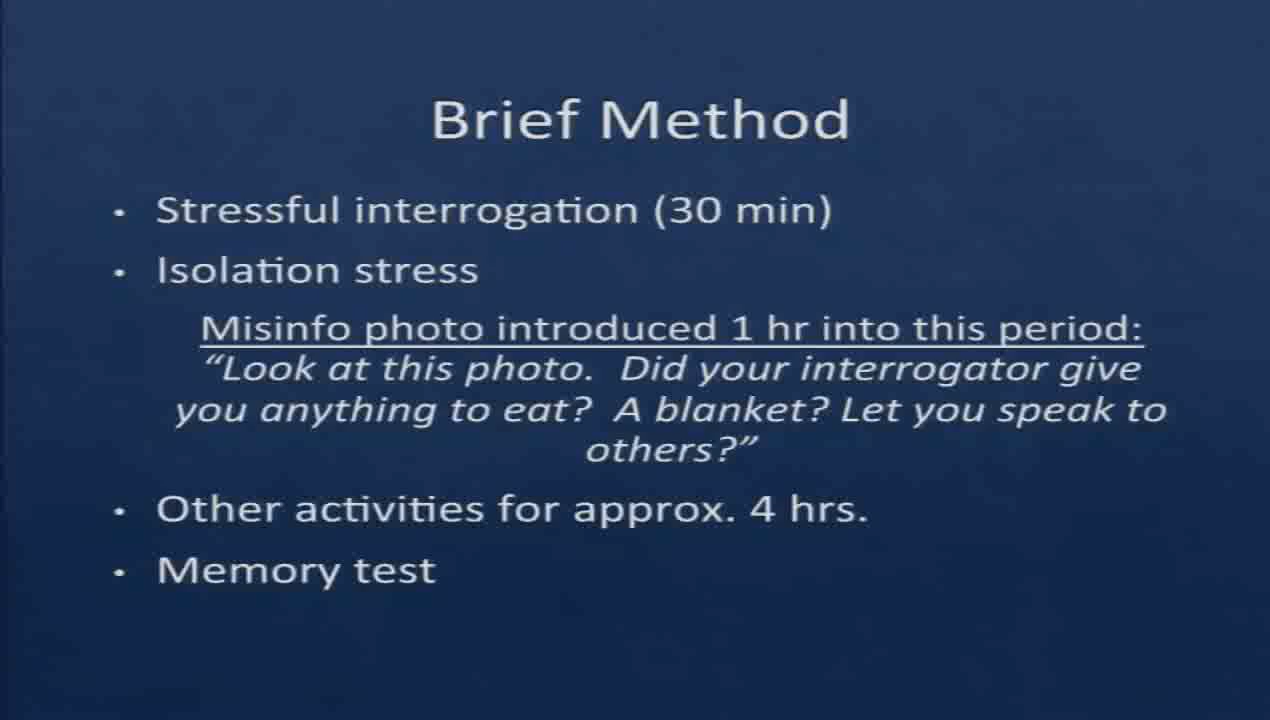 Brief Method
• Stressful interrogation (30 min)
• Isolation stress
Misinfo photo introduced 1 hr into this period:
“Look at this photo.  Did your interrogator give
you anything to eat?  A blanket? Let you speak to
others?”
• Other activities for approx. 4 hrs.
• Memory test